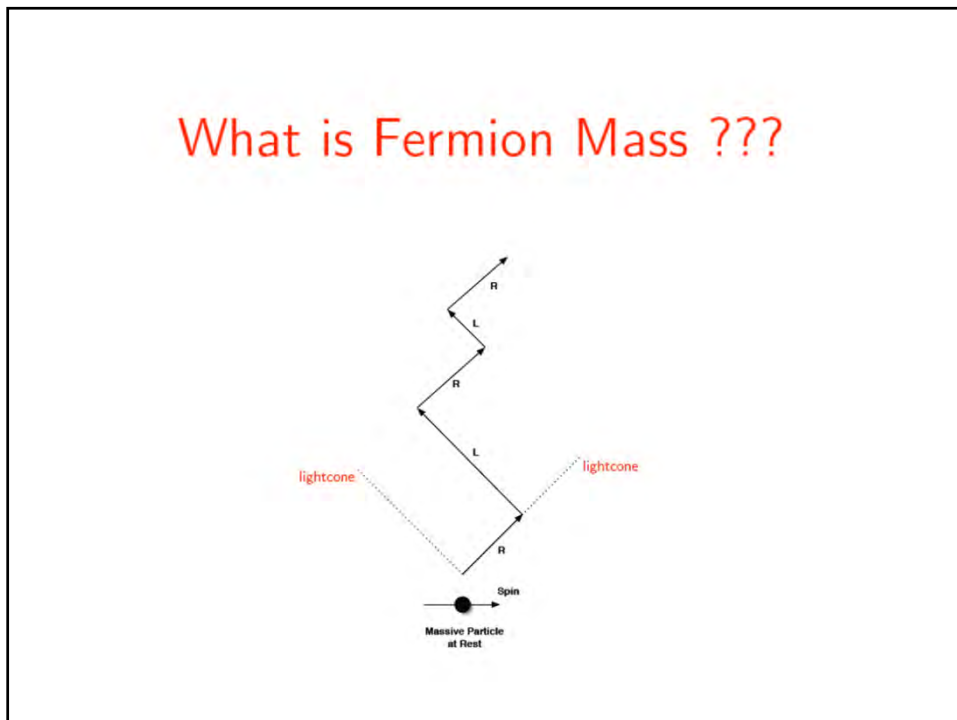 What is Fermion Mass ???
R
L
R
L
lightcone
lightcone
R
Spin
Massive Particle
at Rest